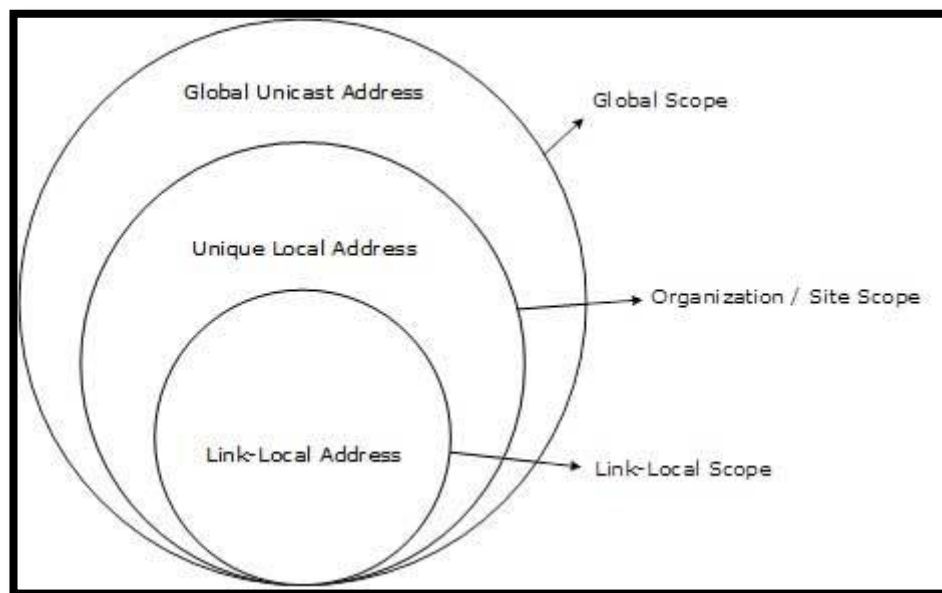 Global Unicast Address
Global Scope
Unique Local Address
Organization / Site Scope
Link-Local Address
Link-Local Scope